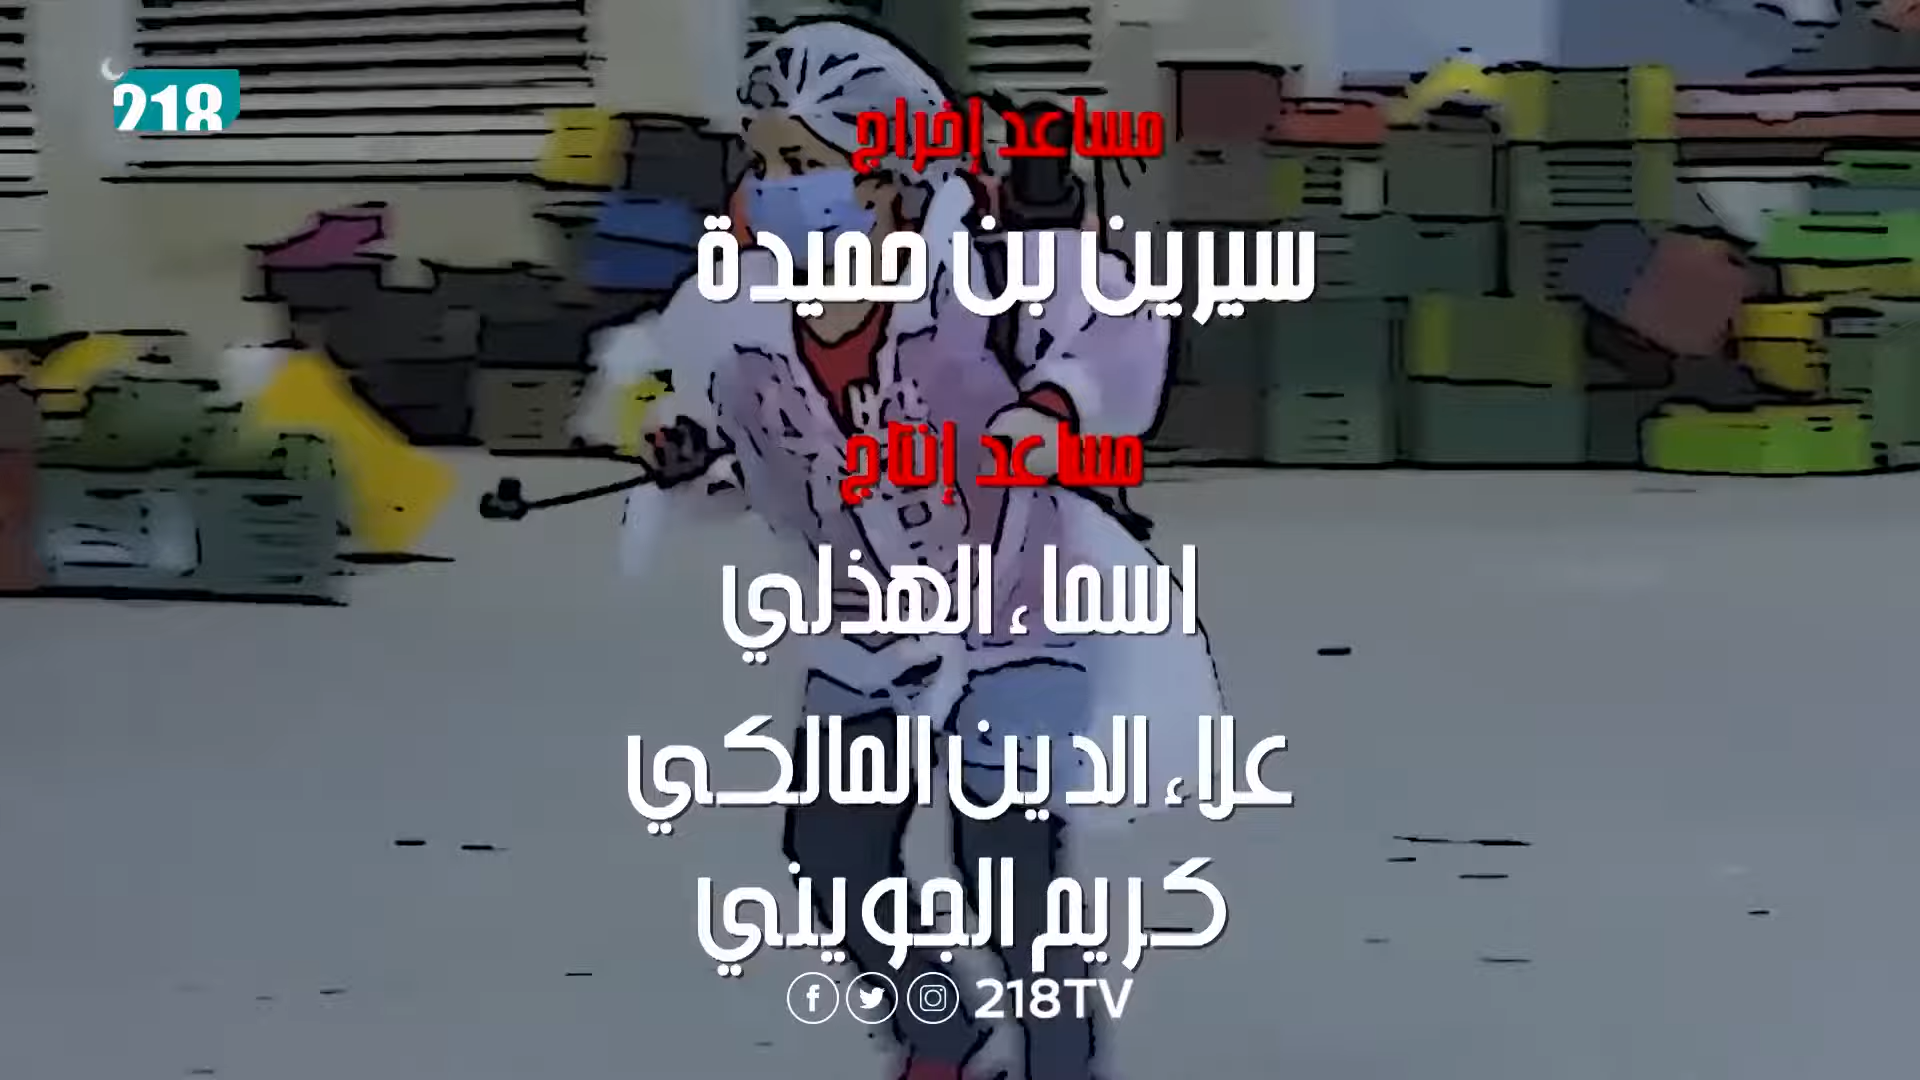 218
مساعد إخراج
سيرين بن حميدة
مساعد إنتاج
اسماء الهذلي
علاء الدين المالكي
كريم الجويني
218TV